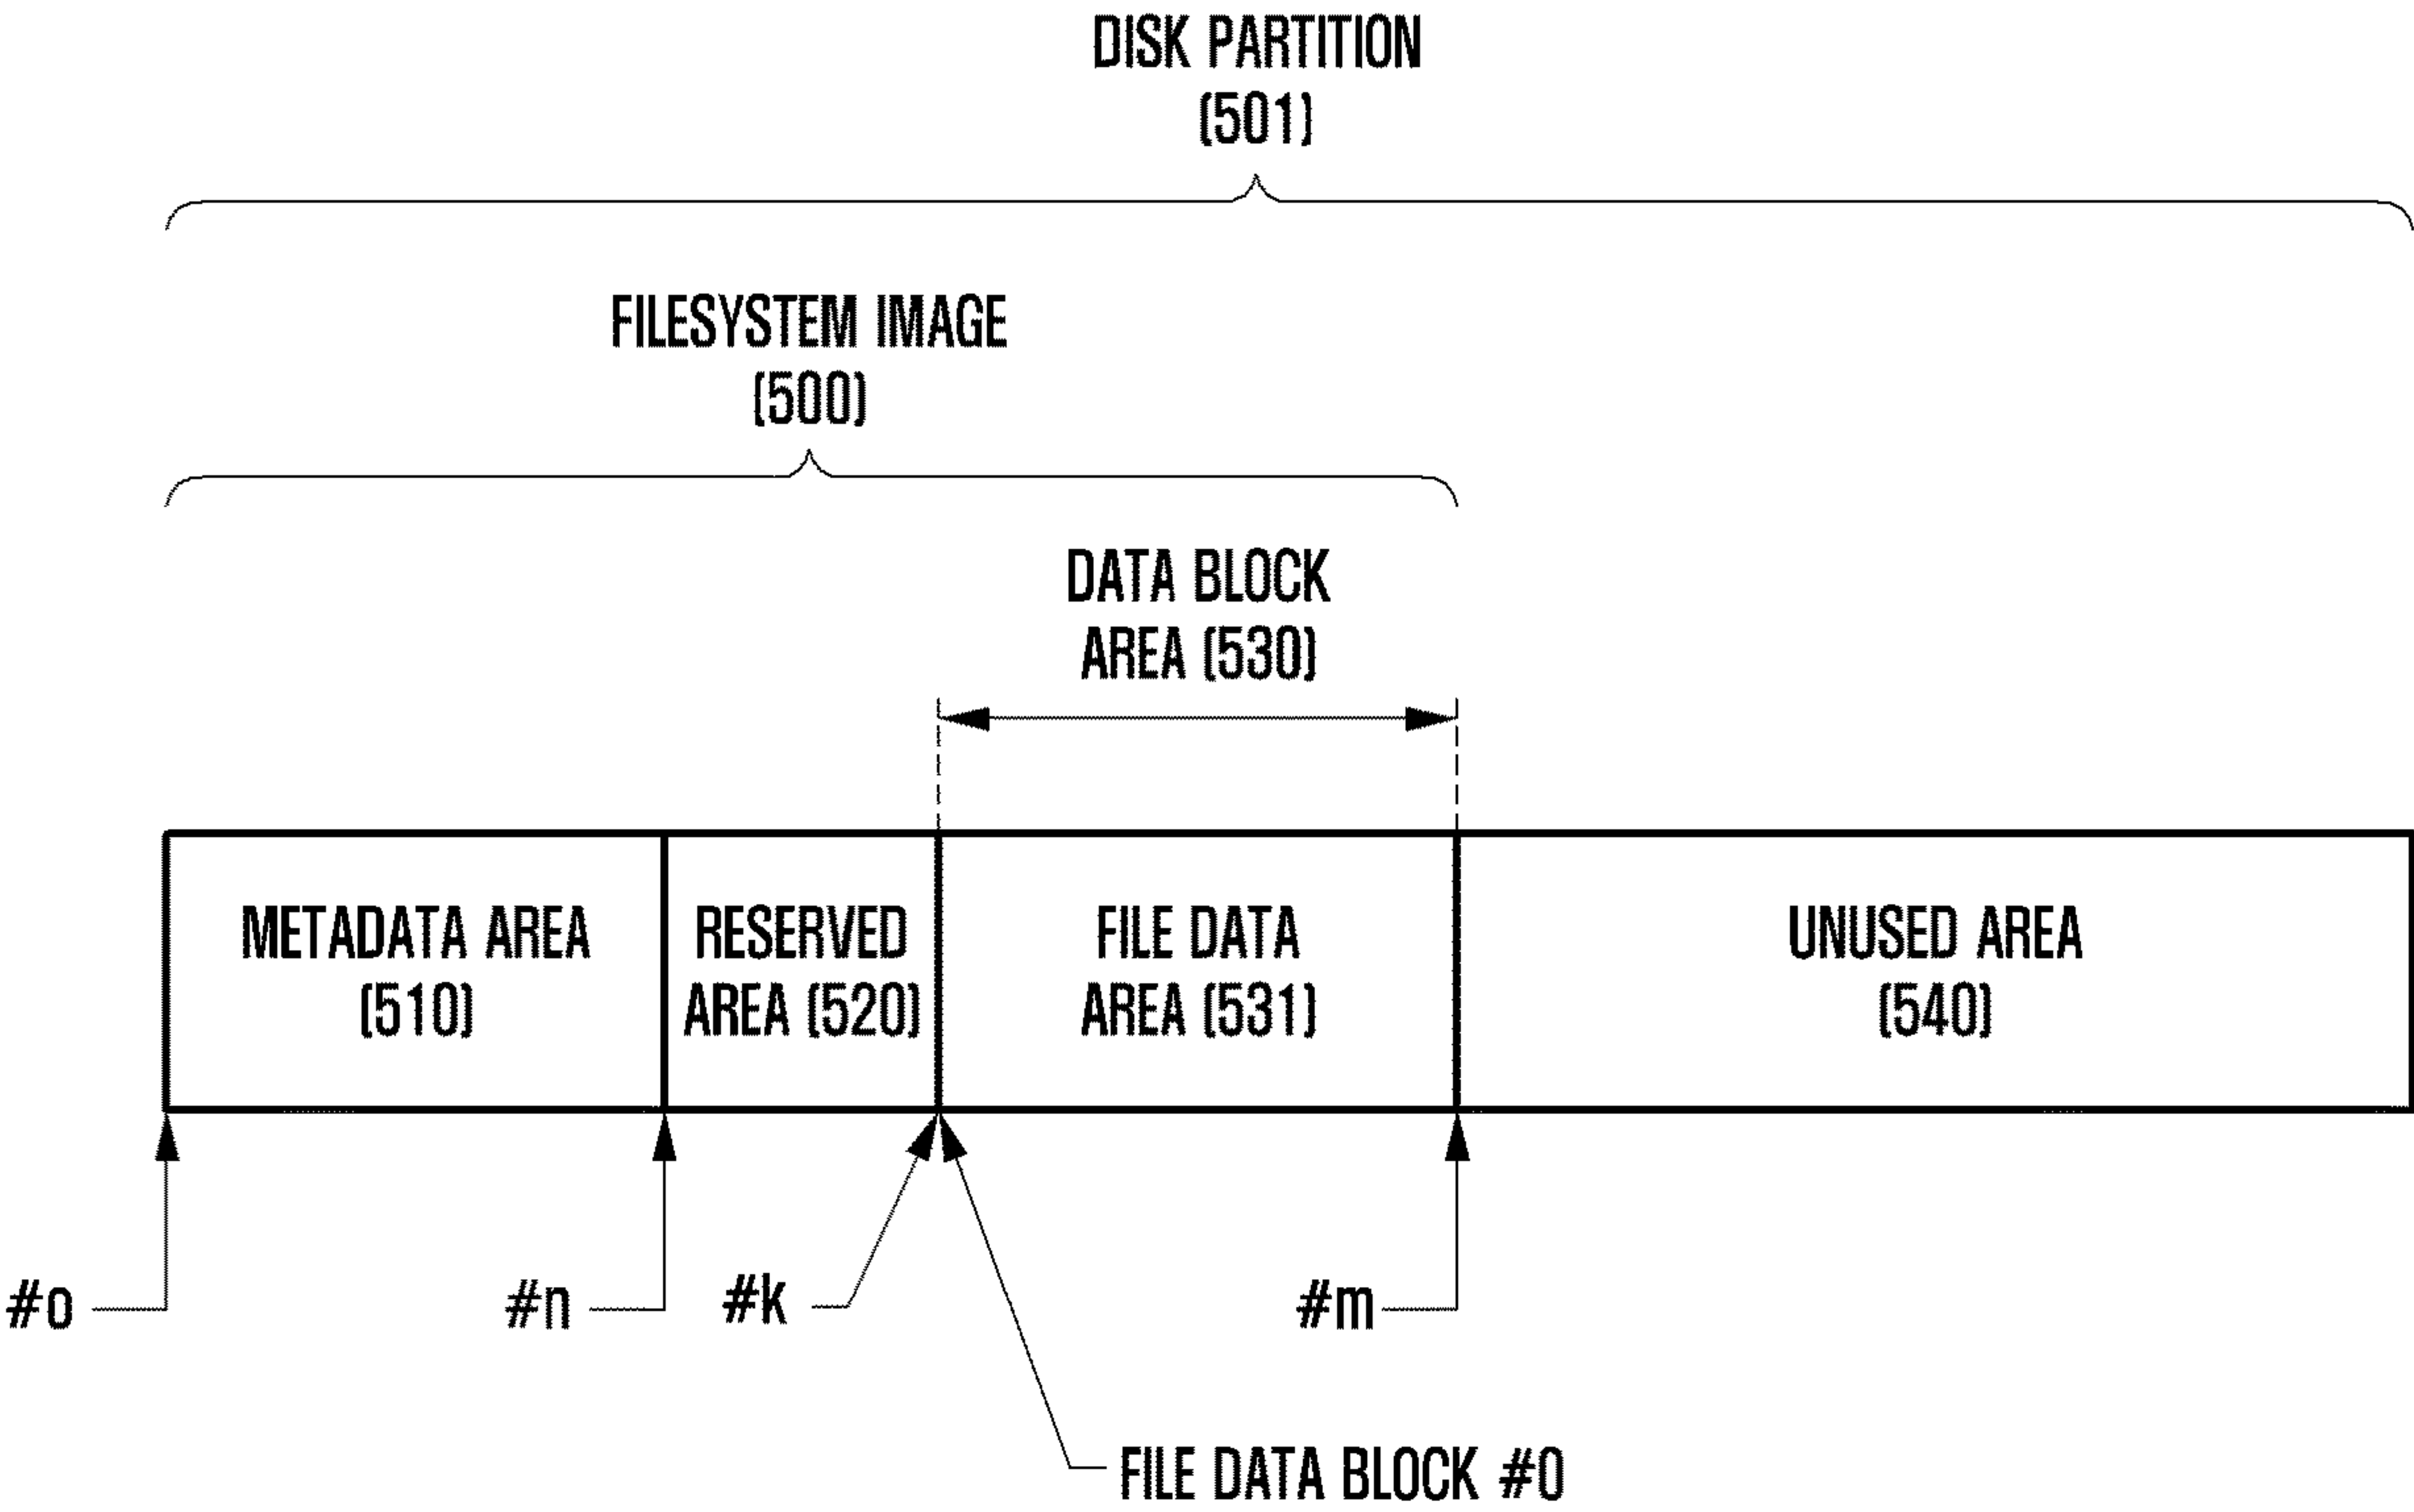 DISK PARTITION
(501)
FILESYSTEM IMAGE
(500)
DATA BLOCK
AREA (530)
METADATA AREA
(510)
RESERVED
AREA (520)
FILE DATA
AREA (531)
UNUSED AREA
(540)
#o
#n
#k
#m
FILE DATA BLOCK #0